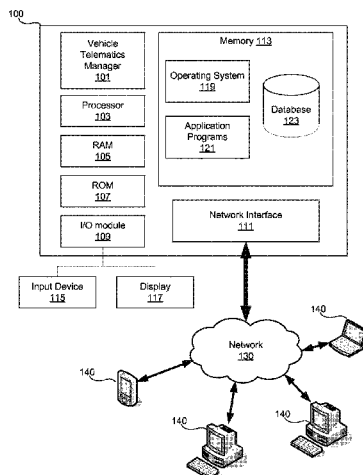 100
Vehicle
Telematics
Manager
101
Processor
103
RAM
105
ROM
107
I/O module
109
Memory 113
Operating System
119
Application
Programs
121
Database
123
Network Interface
111
Input Device
115
Display
117
Network
130
140
140
140
140